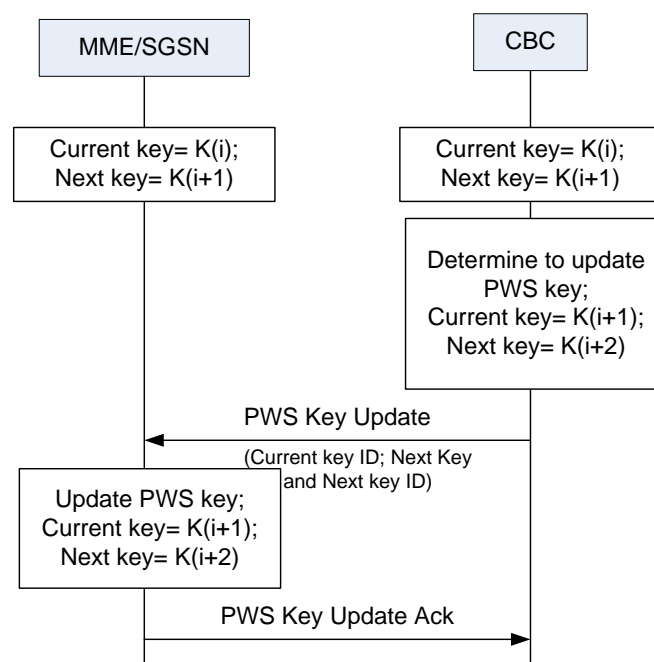 MME/SGSN
CBC
Current key= K(i);
Next key= K(i+1)
Current key= K(i);
Next key= K(i+1)
Determine to update
PWS key;
Current key= K(i+1);
Next key= K(i+2)
PWS Key Update
(Current key ID; Next Key
and Next key ID)
Update PWS key;
Current key= K(i+1);
Next key= K(i+2)
PWS Key Update Ack